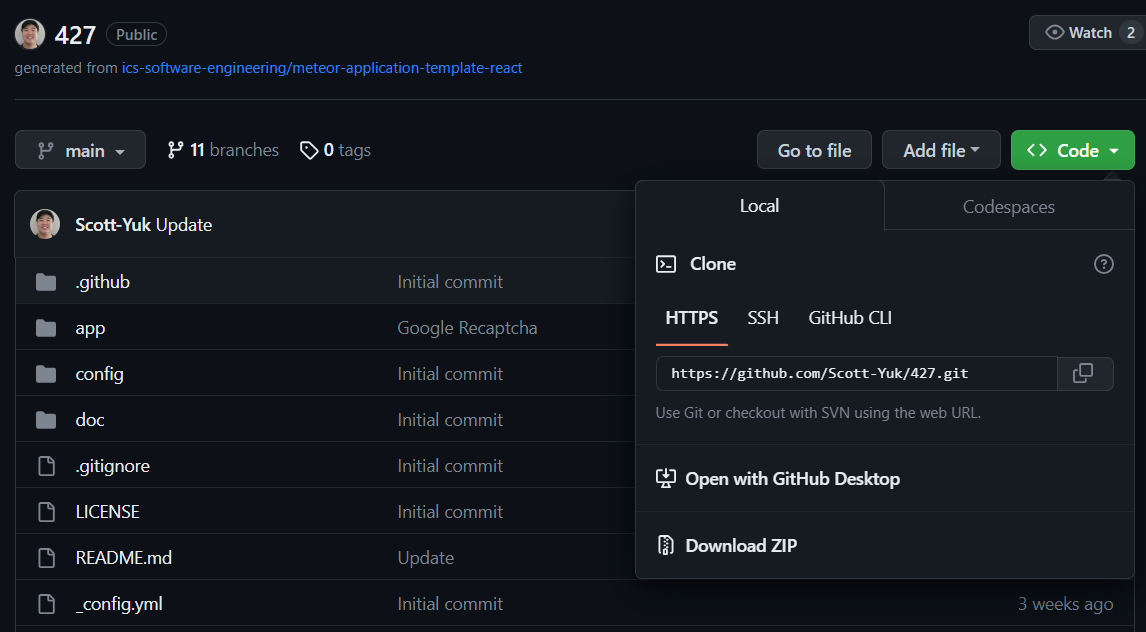 427 Public
Watch 2
generated from ics-software-engineering/meteor-application-template-react
main
11 branches
0 tags
Go to file
Add file
Code
Scott-Yuk Update
.github Initial commit
app Google Recaptcha
config Initial commit
doc Initial commit
.gitignore Initial commit
LICENSE Initial commit
README.md Update
_config.yml Initial commit 3 weeks ago
Local Codespaces
Clone
HTTPS SSH GitHub CLI
https://github.com/Scott-Yuk/427.git
Use Git or checkout with SVN using the web URL.
Open with GitHub Desktop
Download ZIP